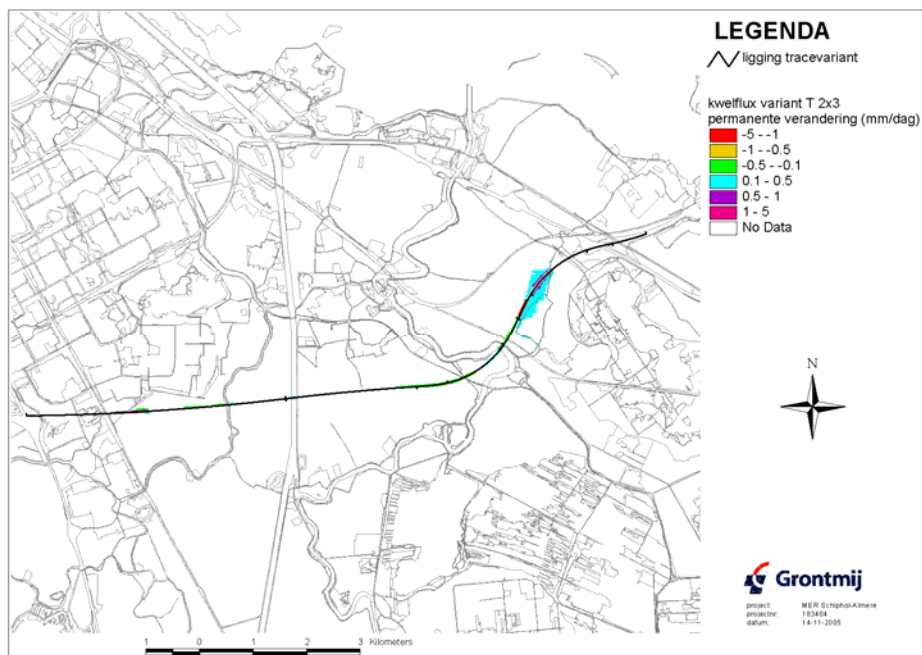 LEGENDA
ligging tracevariant
kwelflux variant T 2x3
permanente verandering (mm/dag)
-5 - -1
-1 - -0.5
-0.5 - -0.1
0.1 - 0.5
0.5 - 1
1 - 5
No Data
N
Grontmij
project: MER Schiphol-Almere
projectnr: 183404
datum: 14-11-2005
1 0 1 2 3 Kilometers